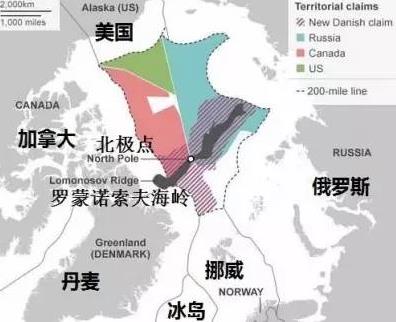 2,000km
1,000 miles
Alaska (US)
美国
Territorial claims
New Danish claim
Russia
Canada
US
200-mile line
CANADA
加拿大
北极点
North Pole
Lomonosov Ridge
罗蒙诺索夫海岭
RUSSIA
俄罗斯
Greenland
(DENMARK)
丹麦
挪威
NORWAY
冰岛